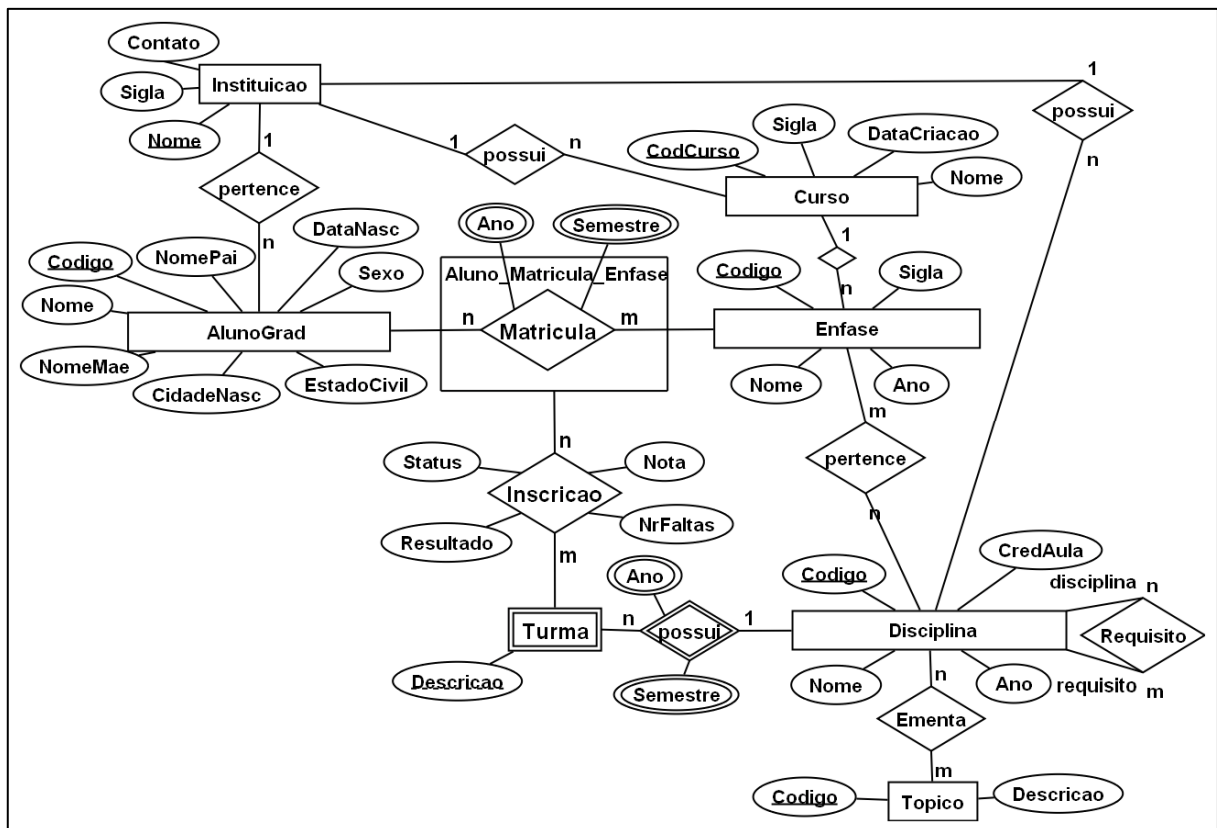 Contato
Instituicao
Sigla
Nome
1
1
n
possui
1
possui
n
Sigla
DataCriacao
CodCurso
Nome
Curso
pertence
n
1
n
DataNasc
NomePai
Codigo
Sexo
Nome
AlunoGrad
NomeMae
CidadeNasc
EstadoCivil
Ano
Semestre
Aluno_Matricula_Enfase
n
Matricula
m
Codigo
Sigla
Enfase
Nome
Ano
m
pertence
n
n
Status
Nota
Inscricao
Resultado
NrFaltas
m
Ano
Turma
n
possui
1
Descricao
Semestre
Codigo
CredAula
disciplina
n
Disciplina
Requisito
Nome
Ano
requisito
m
n
Ementa
m
Codigo
Topico
Descricao